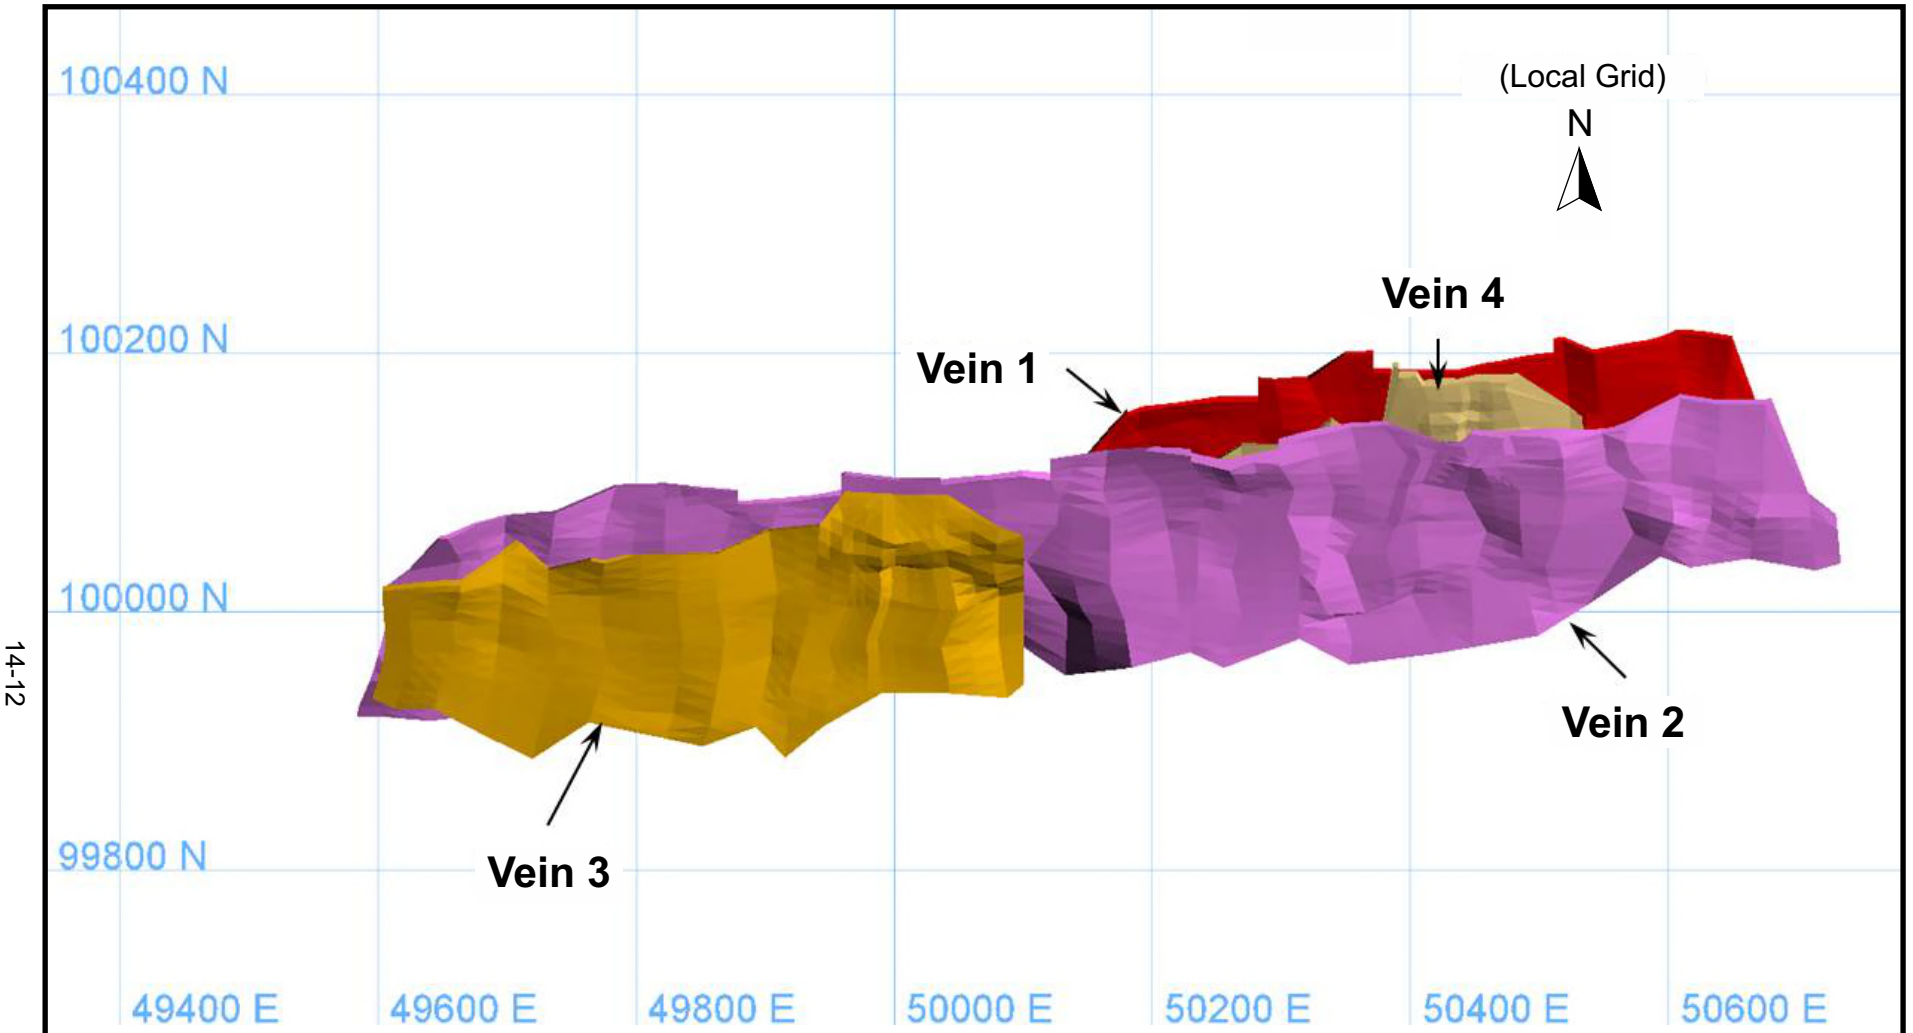 100400 N
(Local Grid)
N
Vein 4
100200 N
Vein 1
100000 N
14-12
Vein 2
99800 N
Vein 3
49400 E
49600 E
49800 E
50000 E
50200 E
50400 E
50600 E